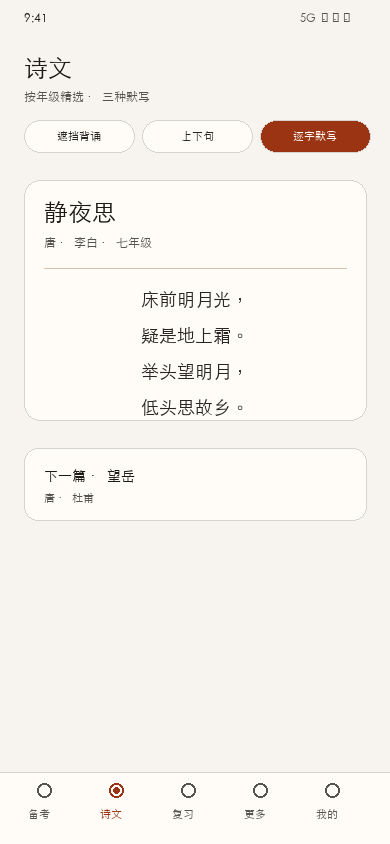 9:41
5G
诗文
按年级精选 · 三种默写
遮挡背诵
上下句
逐字默写
静夜思
唐 · 李白 · 七年级
床前明月光，
疑是地上霜。
举头望明月，
低头思故乡。
下一篇 · 望岳
唐 · 杜甫
备考
诗文
复习
更多
我的